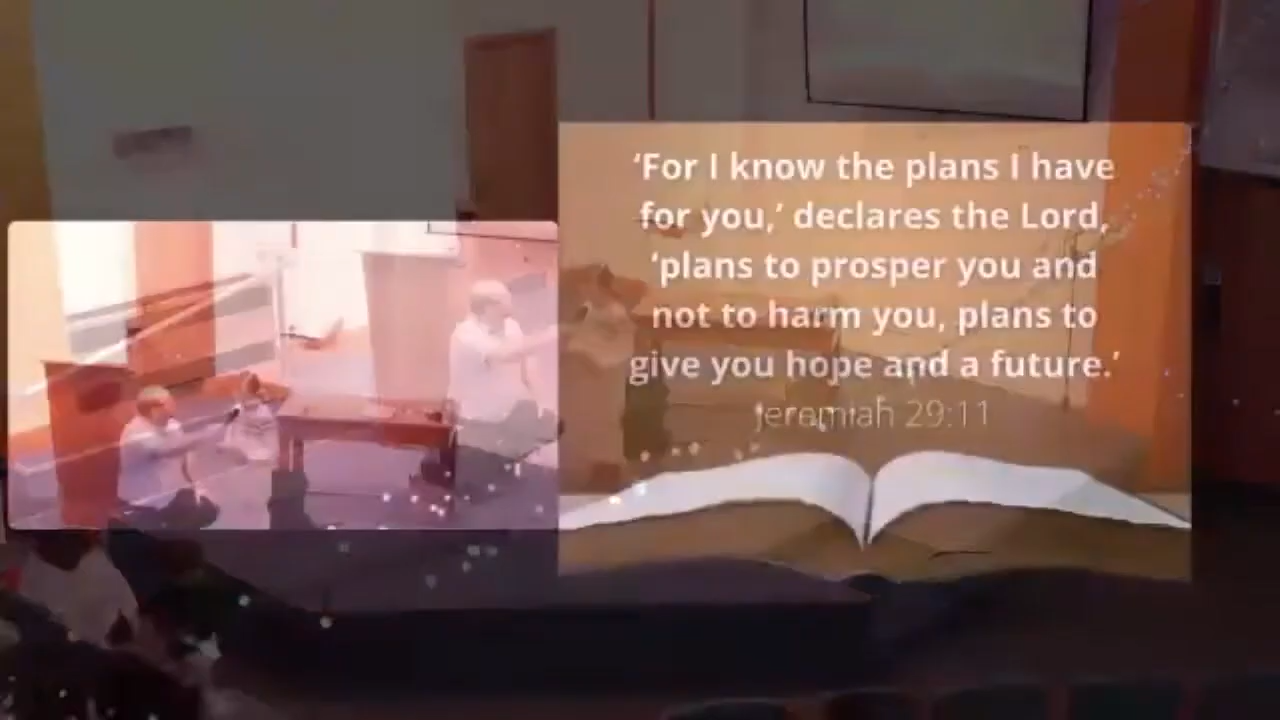 ‘For I know the plans I have
for you,’ declares the Lord,
‘plans to prosper you and
not to harm you, plans to
give you hope and a future.’
Jeremiah 29:11